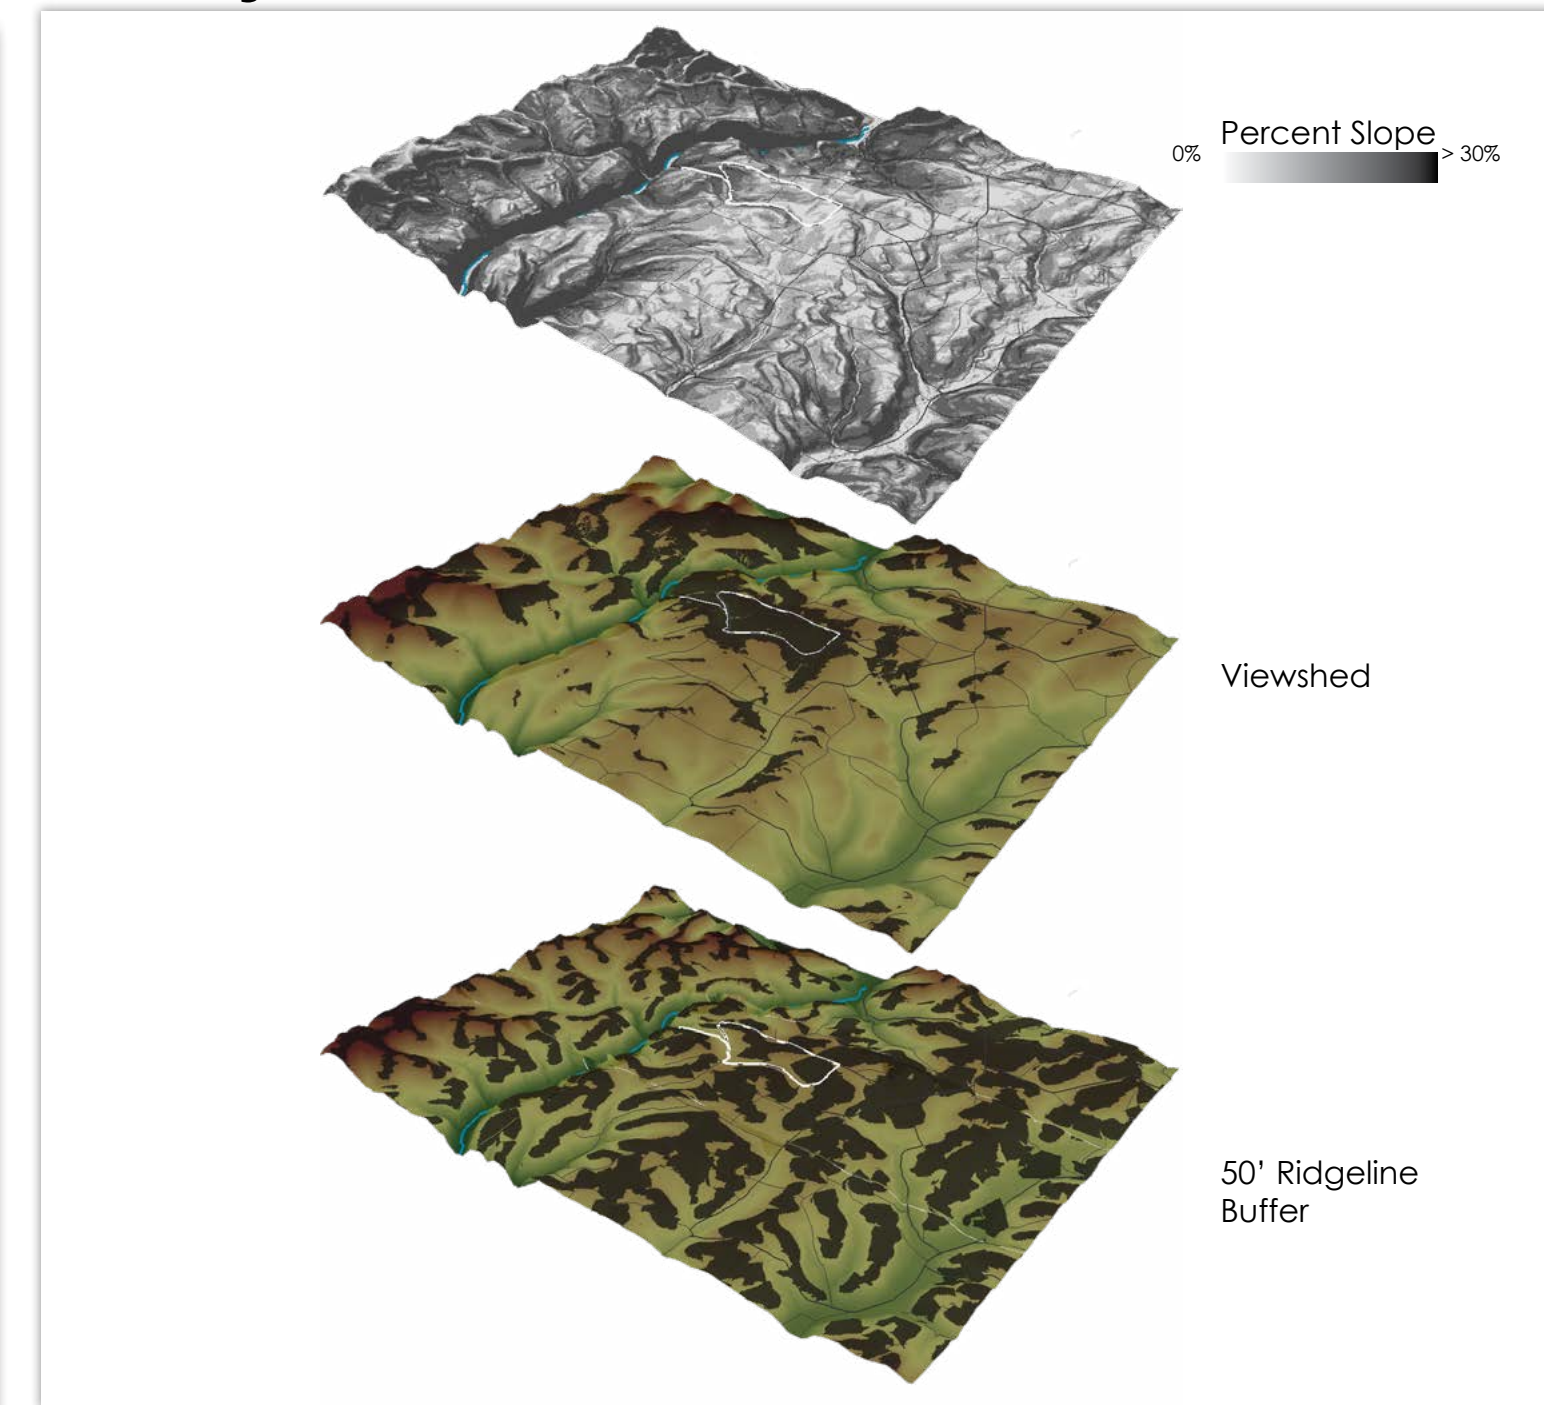 Percent Slope
0%
> 30%
Viewshed
50’ Ridgeline
Buffer